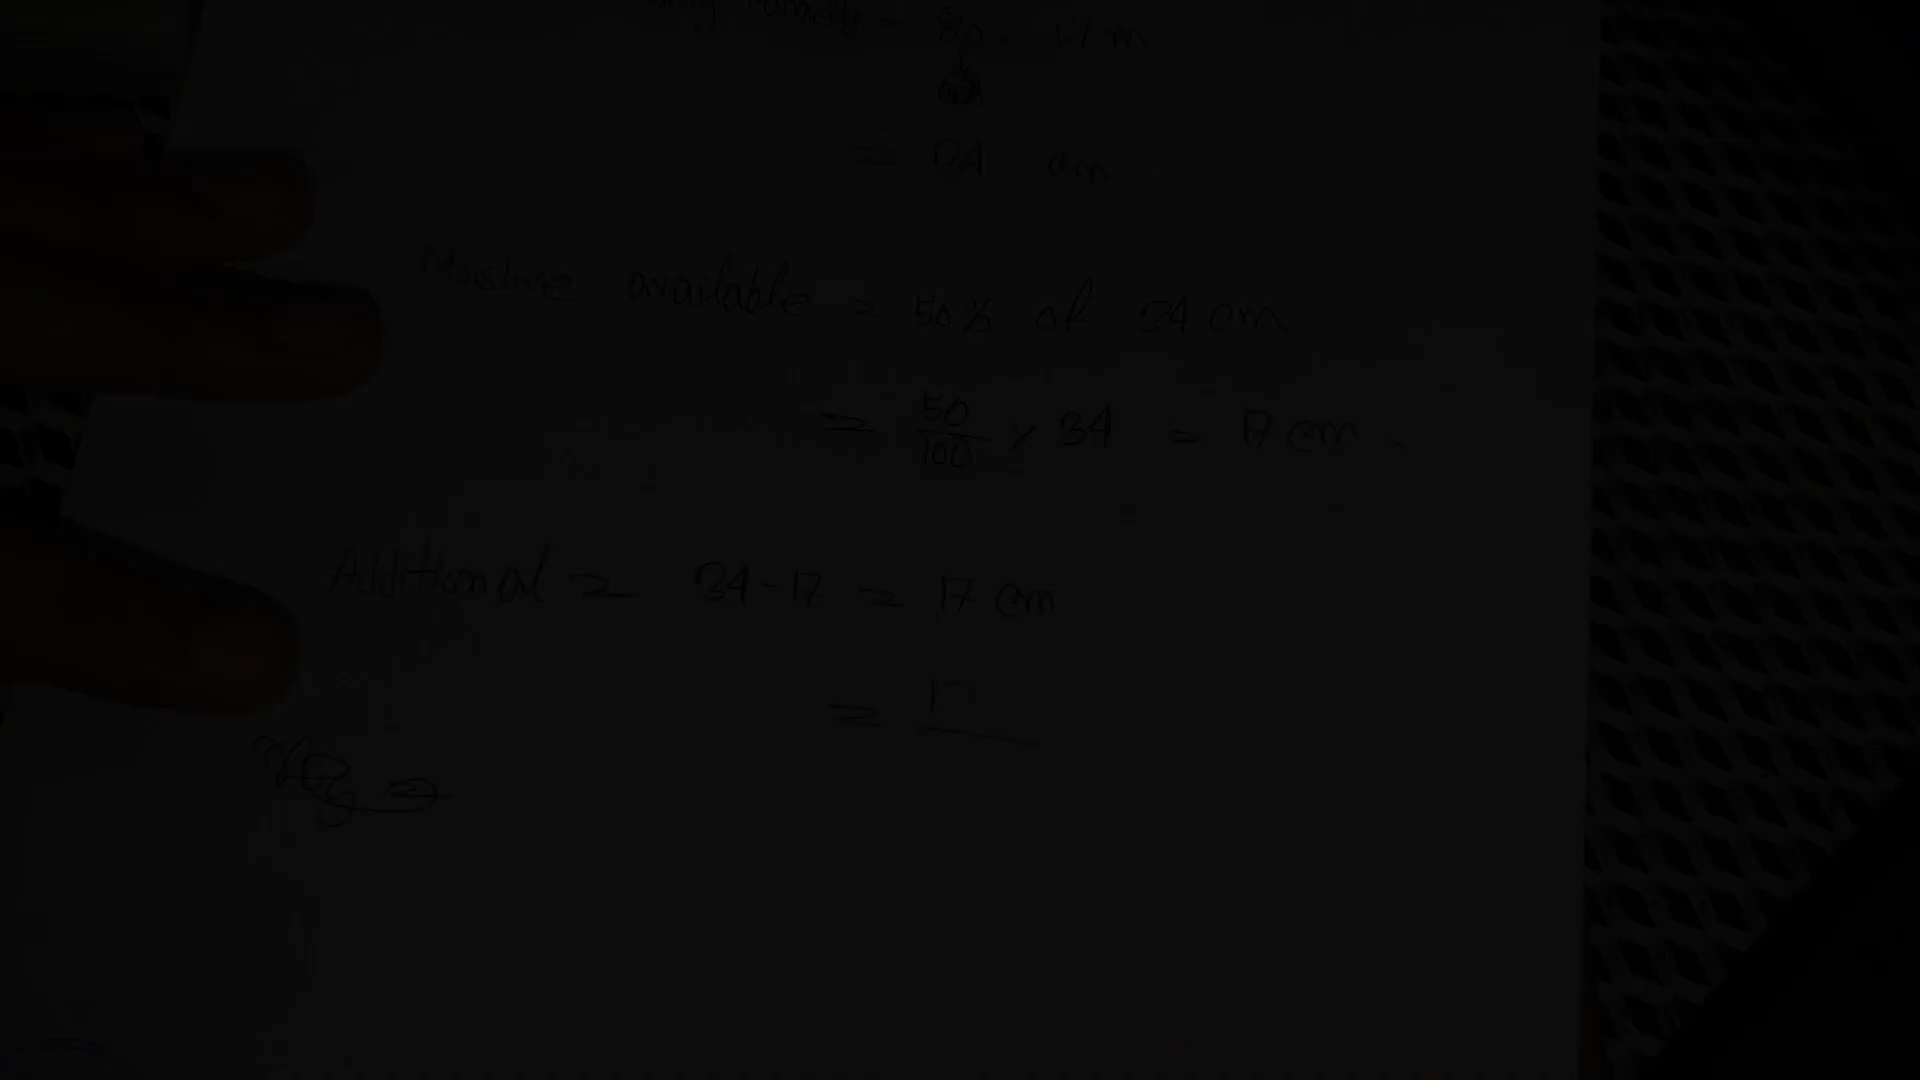 = 34 cm
Moisture available = 50% of 34 cm
= 50/100 × 34 = 17 cm.
Additional = 34 - 17 = 17 cm
= 17